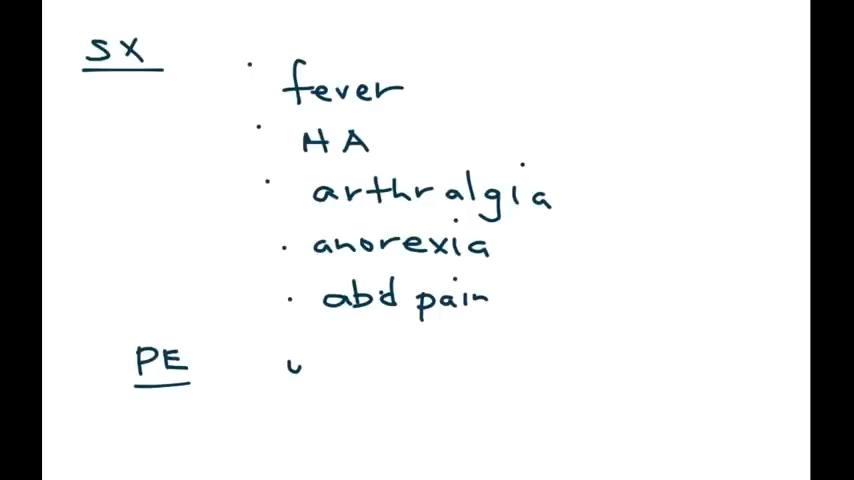 SX
· fever
· HA
· arthralgia
· anorexia
· abd pain
PE